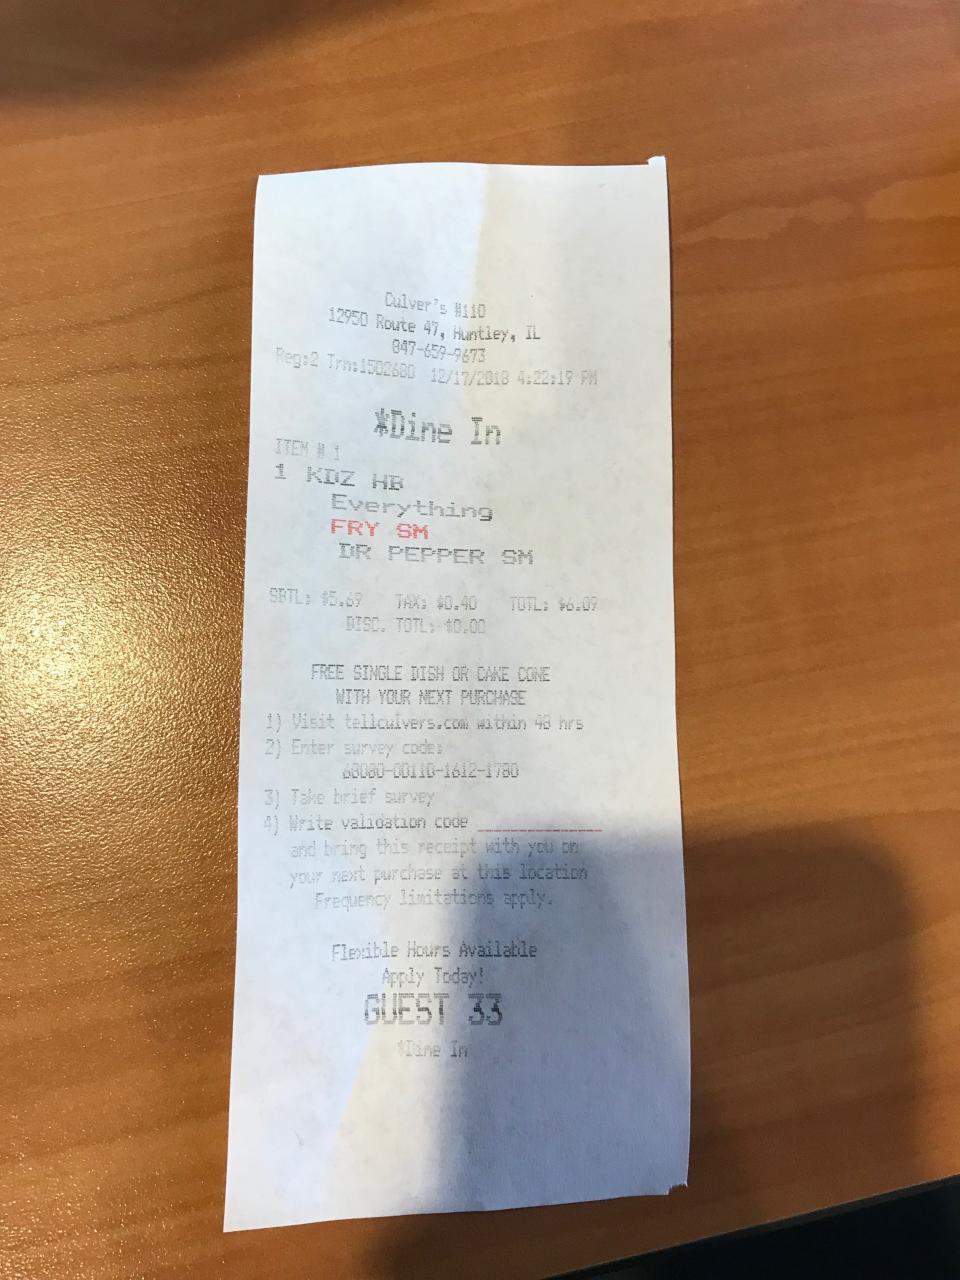 Culver's #110
12950 Route 47, Huntley, IL
847-659-9673
Reg:2 Trn:1502680 12/17/2018 4:22:19 PM
*Dine In
ITEM # 1
1 KDZ HB
Everything
FRY SM
DR PEPPER SM
SBTL: $5.69 TAX: $0.40 TOTL: $6.09
DISC. TOTL: $0.00
FREE SINGLE DISH OR CAKE CONE
WITH YOUR NEXT PURCHASE
1) Visit tellculvers.com within 48 hrs
2) Enter survey code:
68080-00110-1612-1780
3) Take brief survey
4) Write validation code ______________
and bring this receipt with you on
your next purchase at this location
Frequency limitations apply.
Flexible Hours Available
Apply Today!
GUEST 33
*Dine In